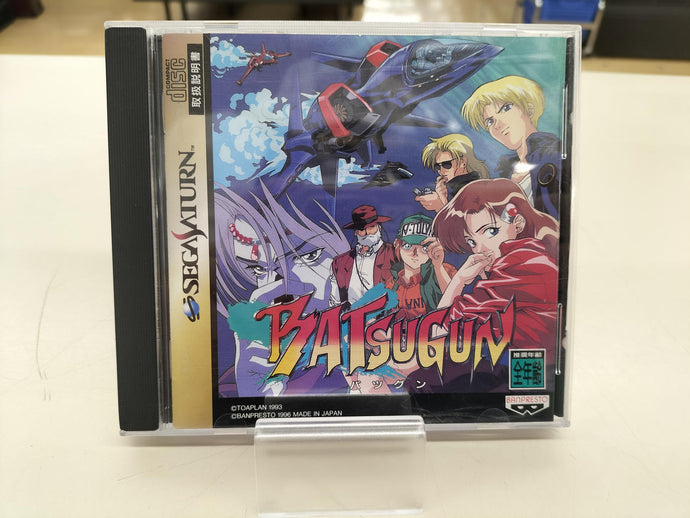 COMPACT
disc
取扱説明書
SEGA SATURN™
BATSUGUN
バツグン
推奨年齢
全年齢
BANPRESTO
©TOAPLAN 1993
©BANPRESTO 1996 MADE IN JAPAN